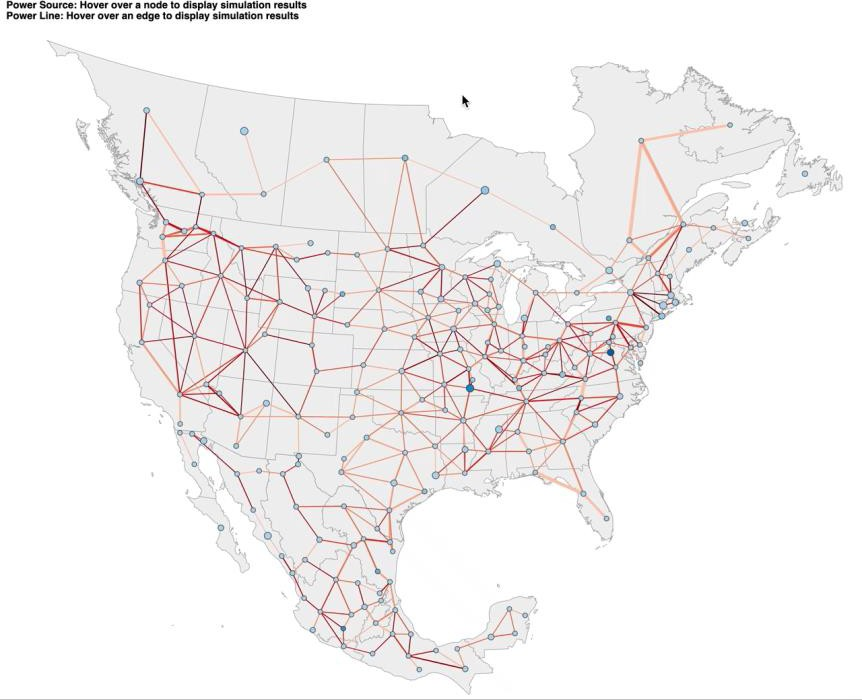 Power Source: Hover over a node to display simulation results
Power Line: Hover over an edge to display simulation results